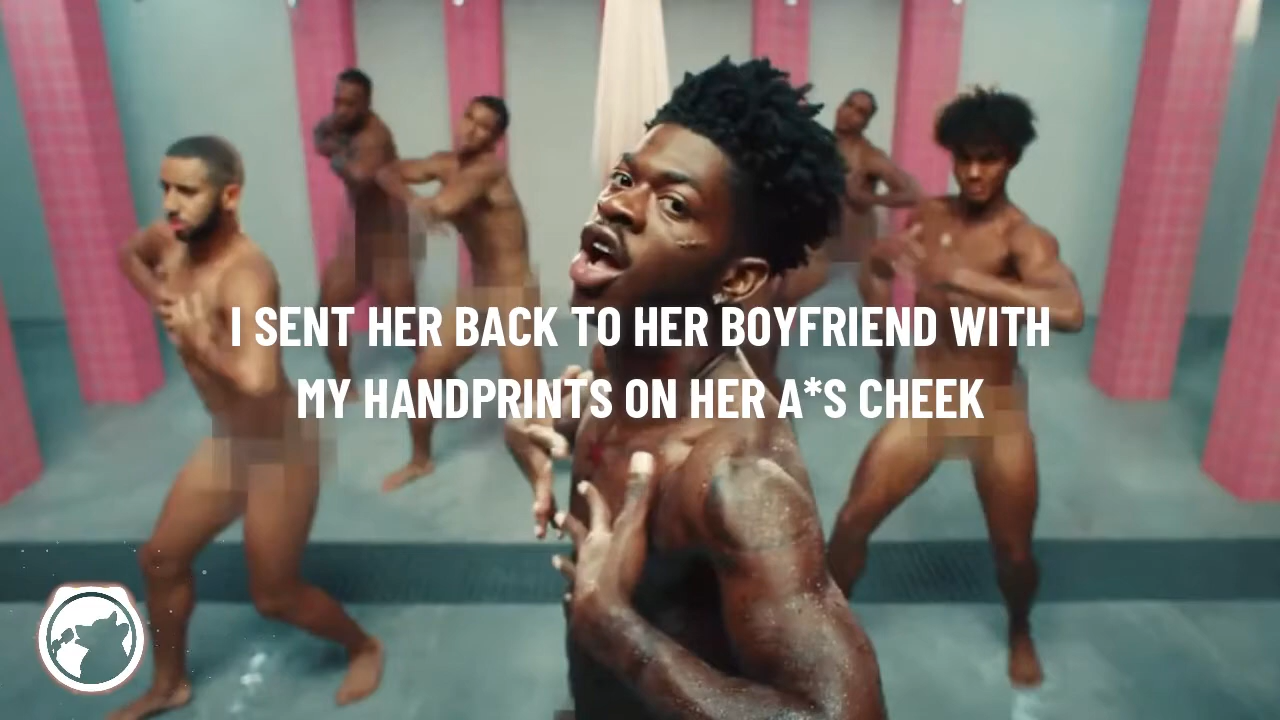 I SENT HER BACK TO HER BOYFRIEND WITH
MY HANDPRINTS ON HER A*S CHEEK